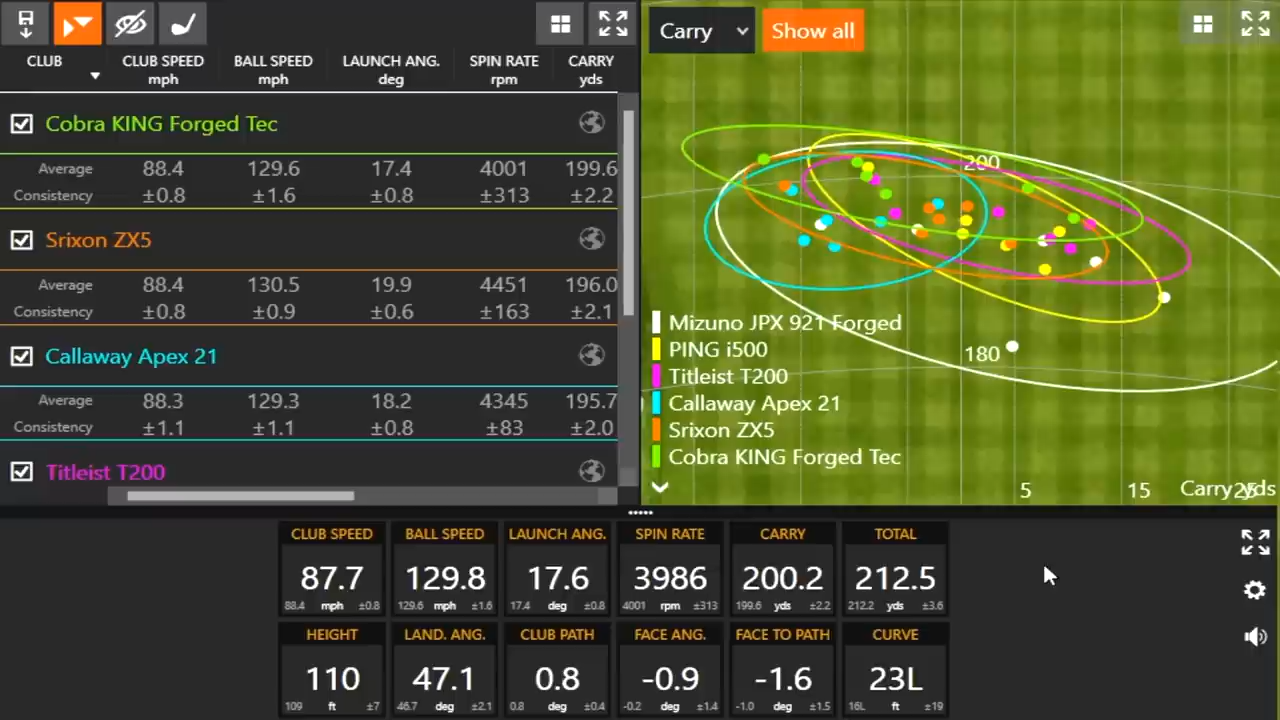 CLUB CLUB SPEED BALL SPEED LAUNCH ANG. SPIN RATE CARRY
mph mph deg rpm yds
Cobra KING Forged Tec
Average 88.4 129.6 17.4 4001 199.6
Consistency ±0.8 ±1.6 ±0.8 ±313 ±2.2
Srixon ZX5
Average 88.4 130.5 19.9 4451 196.0
Consistency ±0.8 ±0.9 ±0.6 ±163 ±2.1
Callaway Apex 21
Average 88.3 129.3 18.2 4345 195.7
Consistency ±1.1 ±1.1 ±0.8 ±83 ±2.0
Titleist T200
Carry Show all
200
180
Mizuno JPX 921 Forged
PING i500
Titleist T200
Callaway Apex 21
Srixon ZX5
Cobra KING Forged Tec
5 15 25
Carry yds
CLUB SPEED BALL SPEED LAUNCH ANG. SPIN RATE CARRY TOTAL
87.7 129.8 17.6 3986 200.2 212.5
88.4 mph ±0.8 129.6 mph ±1.6 17.4 deg ±0.8 4001 rpm ±313 199.6 yds ±2.2 212.2 yds ±3.6
HEIGHT LAND. ANG. CLUB PATH FACE ANG. FACE TO PATH CURVE
110 47.1 0.8 -0.9 -1.6 23L
109 ft ±7 46.7 deg ±2.1 0.8 deg ±0.4 -0.2 deg ±1.4 -1.0 deg ±1.5 16L ft ±19